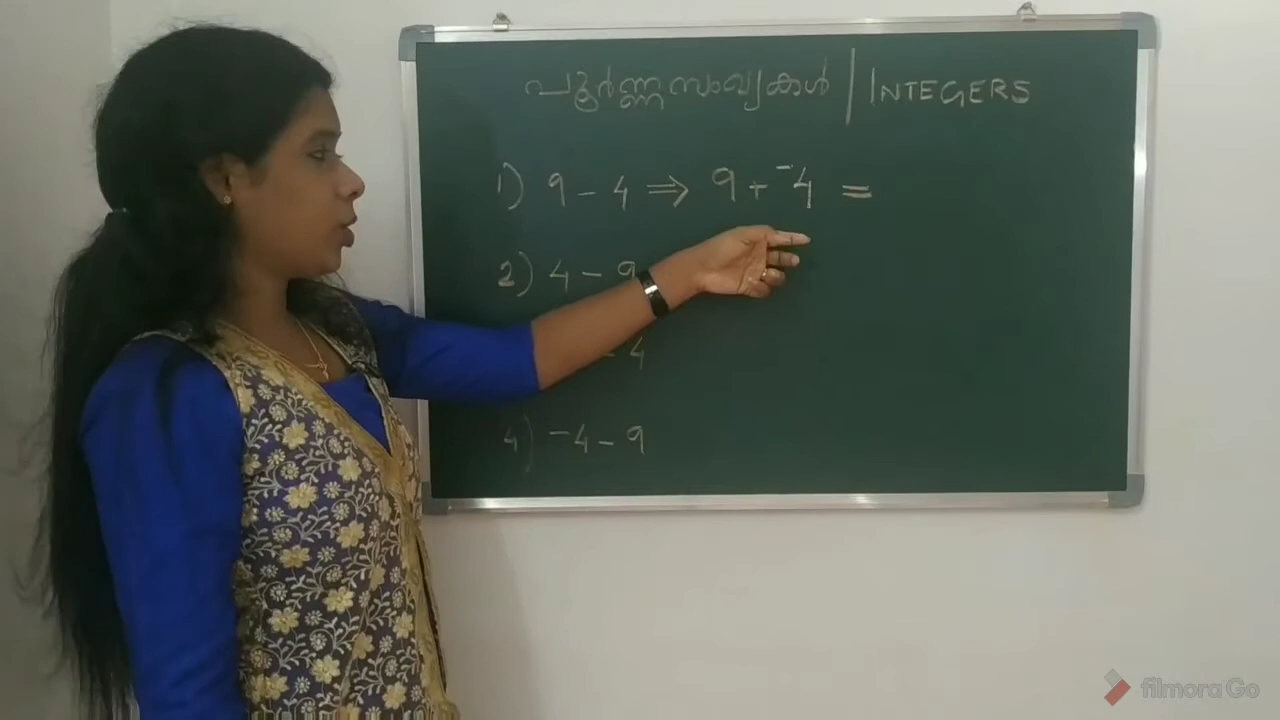 പൂർണ്ണസംഖ്യകൾ | INTEGERS
1) 9 - 4 ⇒ 9 + ⁻4 =
2) 4 - 9
- 4
4) ⁻4 - 9
filmora Go